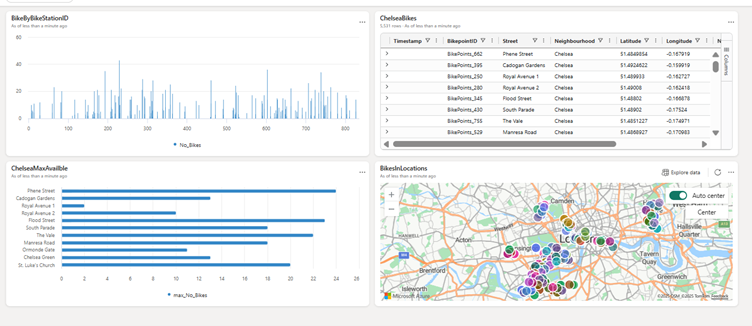 BikeByBikeStationID
As of less than a minute ago
60
40
20
0
0 100 200 300 400 500 600 700 800
No_Bikes
ChelseaBikes
5,531 rows · As of less than a minute ago
Timestamp BikepointID Street Neighbourhood Latitude Longitude N
BikePoints_662 Phene Street Chelsea 51.4849854 -0.167919
BikePoints_395 Cadogan Gardens Chelsea 51.4924622 -0.159919
BikePoints_250 Royal Avenue 1 Chelsea 51.489933 -0.162727
BikePoints_280 Royal Avenue 2 Chelsea 51.49008 -0.162418
BikePoints_345 Flood Street Chelsea 51.48802 -0.166878
BikePoints_430 South Parade Chelsea 51.48902 -0.17524
BikePoints_755 The Vale Chelsea 51.4851227 -0.174971
BikePoints_529 Manresa Road Chelsea 51.4868927 -0.170983
Columns
ChelseaMaxAvailble
As of less than a minute ago
Phene Street
Cadogan Gardens
Royal Avenue 1
Royal Avenue 2
Flood Street
South Parade
The Vale
Manresa Road
Ormonde Gate
Chelsea Green
St. Luke's Church
0 2 4 6 8 10 12 14 16 18 20 22 24 26
max_No_Bikes
BikesInLocations
As of less than a minute ago
Explore data
Auto center
Center
Camden
Acton
Brentford
Isleworth
Hallsville
Quarter
Tavern
Quay
Greenwich
Microsoft Azure